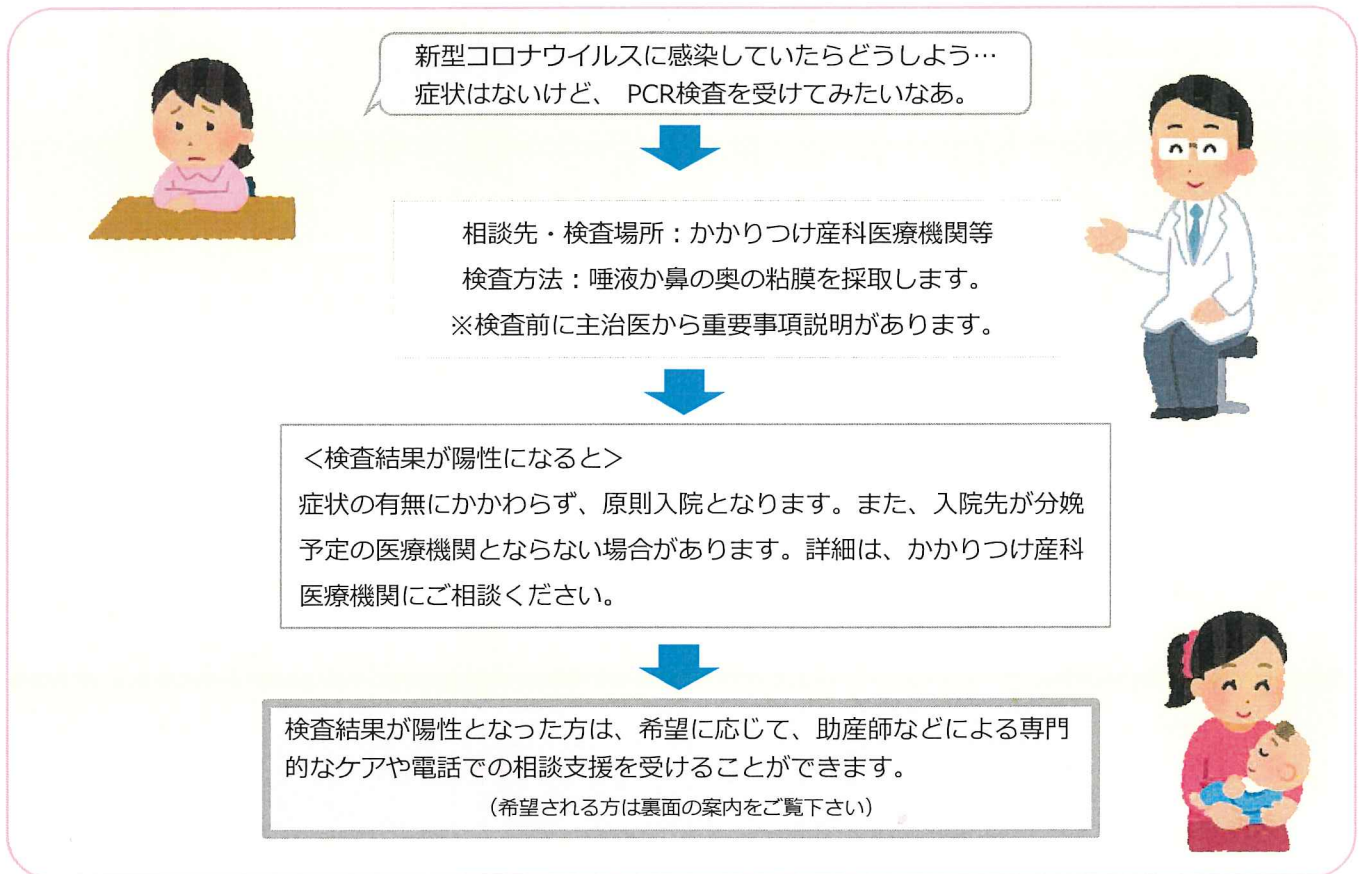 新型コロナウイルスに感染していたらどうしよう…
症状はないけど、 PCR検査を受けてみたいなあ。
相談先・検査場所：かかりつけ産科医療機関等
検査方法：唾液か鼻の奥の粘膜を採取します。
※検査前に主治医から重要事項説明があります。
＜検査結果が陽性になると＞
症状の有無にかかわらず、原則入院となります。また、入院先が分娩
予定の医療機関とならない場合があります。詳細は、かかりつけ産科
医療機関にご相談ください。
検査結果が陽性となった方は、希望に応じて、助産師などによる専門
的なケアや電話での相談支援を受けることができます。
（希望される方は裏面の案内をご覧下さい）